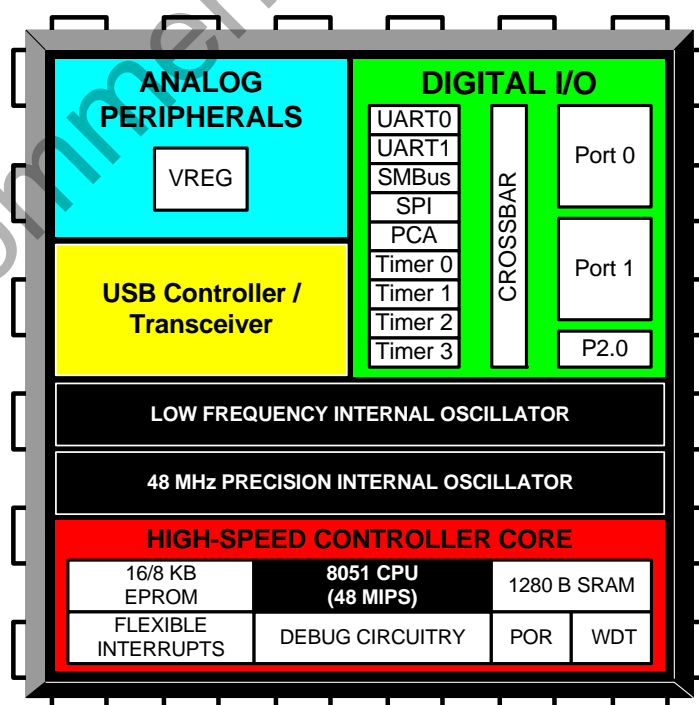 ANALOG
PERIPHERALS
VREG
DIGITAL I/O
UART0
UART1
SMBus
SPI
PCA
Timer 0
Timer 1
Timer 2
Timer 3
CROSSBAR
Port 0
Port 1
P2.0
USB Controller /
Transceiver
LOW FREQUENCY INTERNAL OSCILLATOR
48 MHz PRECISION INTERNAL OSCILLATOR
HIGH-SPEED CONTROLLER CORE
16/8 KB
EPROM
8051 CPU
(48 MIPS)
1280 B SRAM
FLEXIBLE
INTERRUPTS
DEBUG CIRCUITRY
POR
WDT